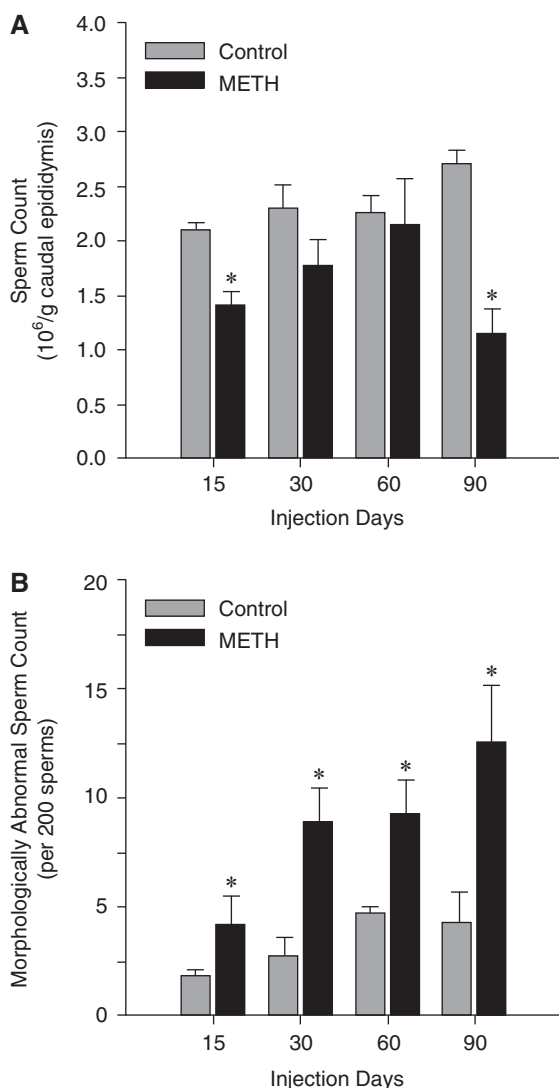 A
4.0
3.5
3.0
2.5
2.0
1.5
1.0
0.5
0.0
Sperm Count
(10⁶/g caudal epididymis)
Control
METH
*
*
15 30 60 90
Injection Days
B
20
15
10
5
0
Morphologically Abnormal Sperm Count
(per 200 sperms)
Control
METH
*
*
*
*
15 30 60 90
Injection Days